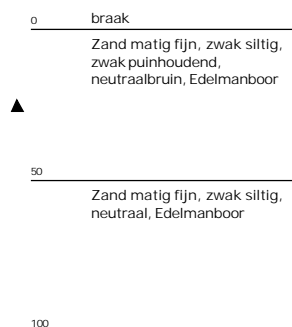 0 braak
Zand matig fijn, zwak siltig,
zwak puinhoudend,
neutraalbruin, Edelmanboor
50
Zand matig fijn, zwak siltig,
neutraal, Edelmanboor
100